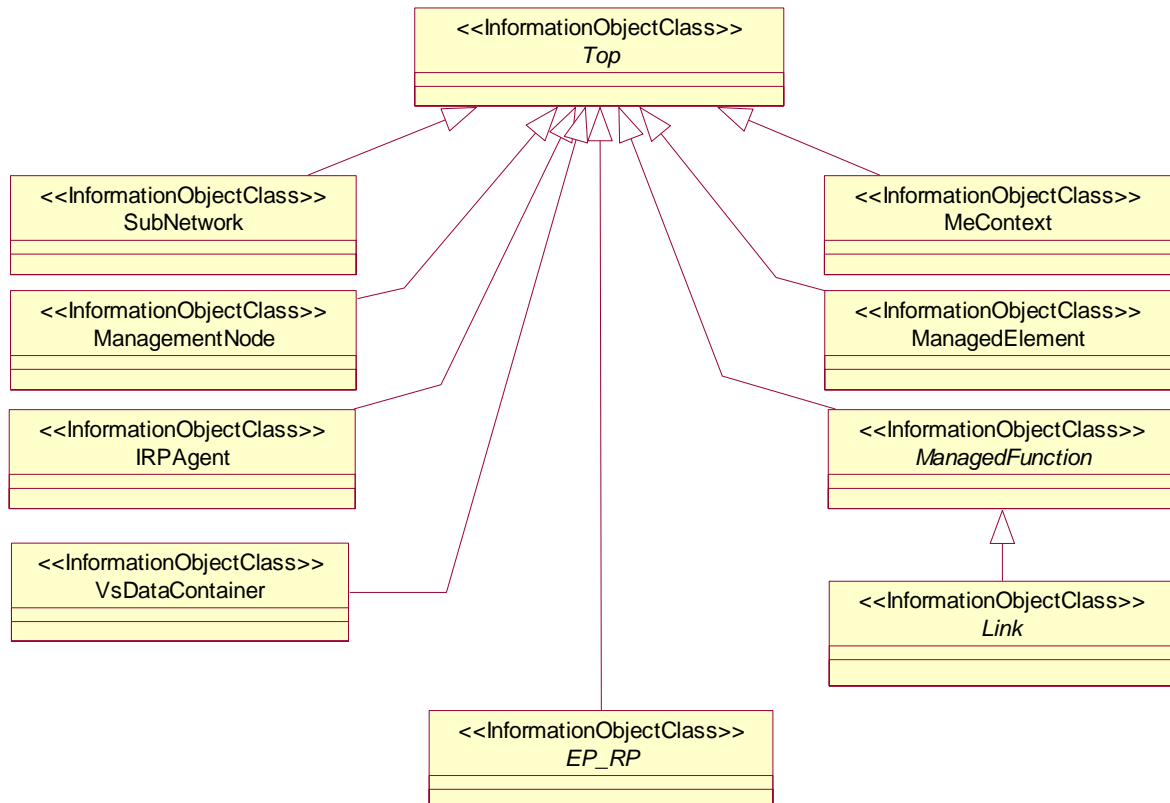 <<InformationObjectClass>>
Top
<<InformationObjectClass>>
SubNetwork
<<InformationObjectClass>>
MeContext
<<InformationObjectClass>>
ManagementNode
<<InformationObjectClass>>
ManagedElement
<<InformationObjectClass>>
IRPAgent
<<InformationObjectClass>>
ManagedFunction
<<InformationObjectClass>>
VsDataContainer
<<InformationObjectClass>>
Link
<<InformationObjectClass>>
EP_RP